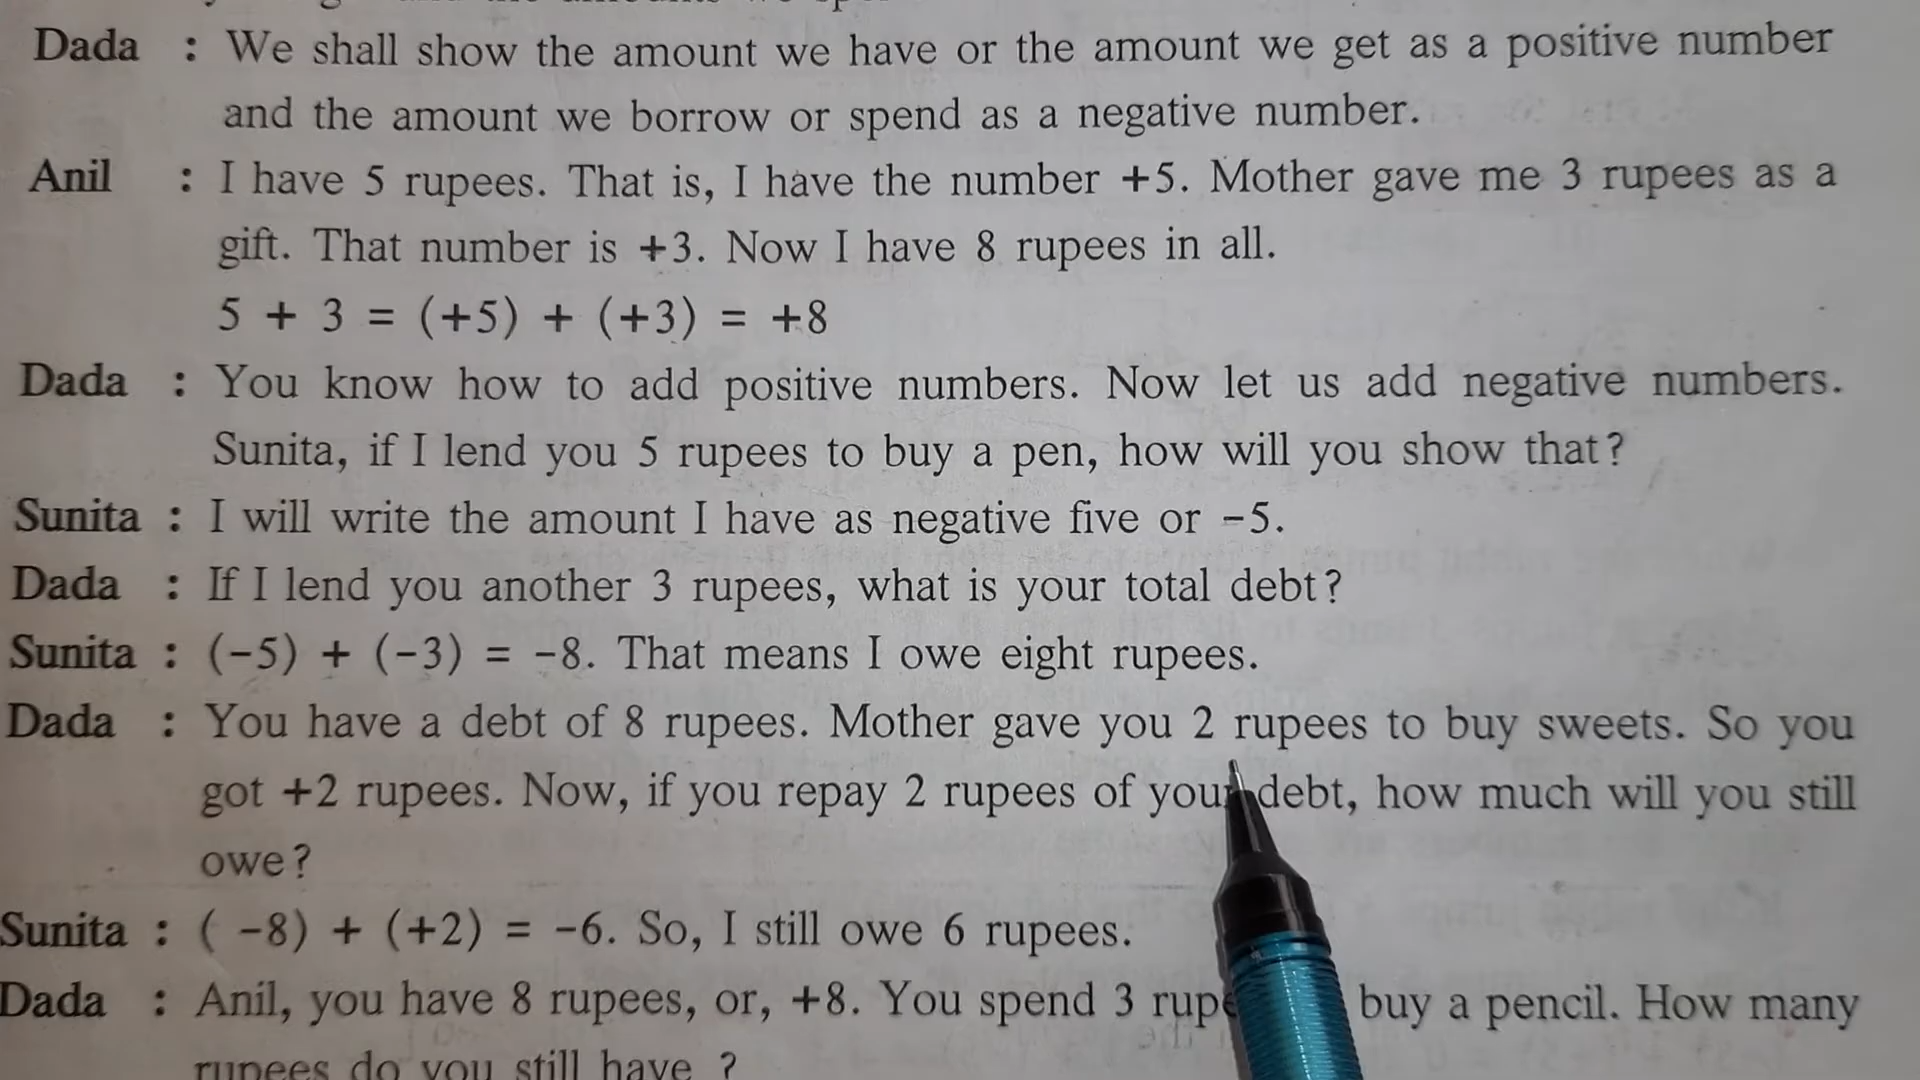 Dada : We shall show the amount we have or the amount we get as a positive number
and the amount we borrow or spend as a negative number.
Anil : I have 5 rupees. That is, I have the number +5. Mother gave me 3 rupees as a
gift. That number is +3. Now I have 8 rupees in all.
5 + 3 = (+5) + (+3) = +8
Dada : You know how to add positive numbers. Now let us add negative numbers.
Sunita, if I lend you 5 rupees to buy a pen, how will you show that?
Sunita : I will write the amount I have as negative five or -5.
Dada : If I lend you another 3 rupees, what is your total debt?
Sunita : (-5) + (-3) = -8. That means I owe eight rupees.
Dada : You have a debt of 8 rupees. Mother gave you 2 rupees to buy sweets. So you
got +2 rupees. Now, if you repay 2 rupees of your debt, how much will you still
owe?
Sunita : ( -8) + (+2) = -6. So, I still owe 6 rupees.
Dada : Anil, you have 8 rupees, or, +8. You spend 3 buy a pencil. How many
rupees do you still have ?